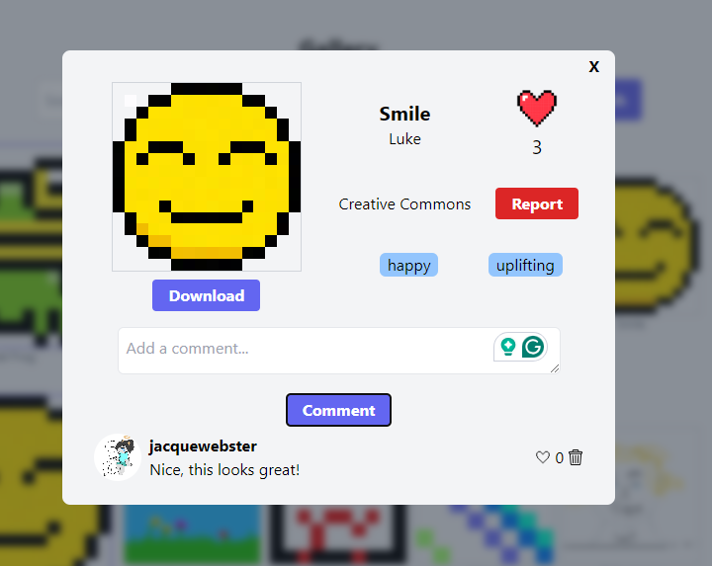 X
Smile
Luke
3
Creative Commons
Report
happy
uplifting
Download
Add a comment...
Comment
jacquewebster
Nice, this looks great!
0